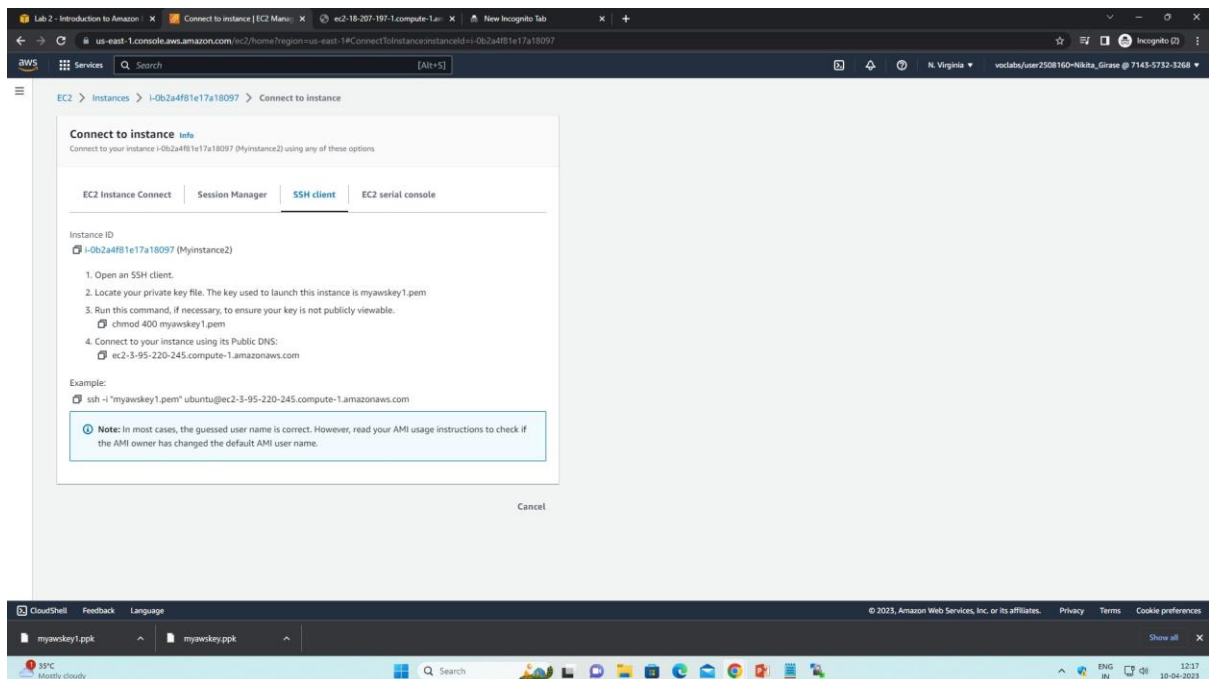 Lab 2 - Introduction to Amazon
Connect to instance | EC2 Manag
ec2-18-207-197-1.compute-1.am
New Incognito Tab
us-east-1.console.aws.amazon.com/ec2/home?region=us-east-1#ConnectToInstance:instanceId=i-0b2a4f81e17a18097
Incognito (2)
aws Services Search [Alt+S] N. Virginia ▼ voclabs/user2508160=Nikita_Girase @ 7143-5732-3268 ▼
EC2 > Instances > i-0b2a4f81e17a18097 > Connect to instance
Connect to instance Info
Connect to your instance i-0b2a4f81e17a18097 (Myinstance2) using any of these options
EC2 Instance Connect Session Manager SSH client EC2 serial console
Instance ID
i-0b2a4f81e17a18097 (Myinstance2)
1. Open an SSH client.
2. Locate your private key file. The key used to launch this instance is myawskey1.pem
3. Run this command, if necessary, to ensure your key is not publicly viewable.
chmod 400 myawskey1.pem
4. Connect to your instance using its Public DNS:
ec2-3-95-220-245.compute-1.amazonaws.com
Example:
ssh -i "myawskey1.pem" ubuntu@ec2-3-95-220-245.compute-1.amazonaws.com
Note: In most cases, the guessed user name is correct. However, read your AMI usage instructions to check if
the AMI owner has changed the default AMI user name.
Cancel
CloudShell Feedback Language © 2023, Amazon Web Services, Inc. or its affiliates. Privacy Terms Cookie preferences
myawskey1.ppk myawskey.ppk Show all
1 35°C
Mostly cloudy
Search
ENG
IN
12:17
10-04-2023